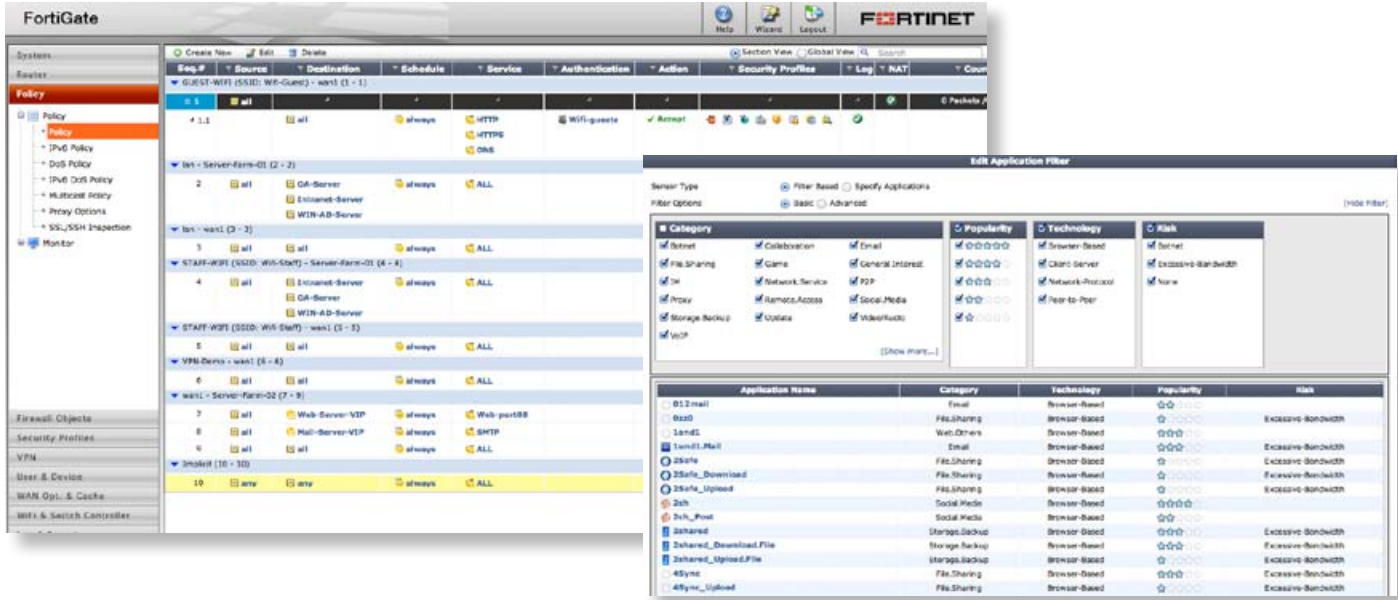 FortiGate
Help Wizard Logout
FORTINET
System
Router
Policy
Policy
Policy
IPv6 Policy
DoS Policy
IPv6 DoS Policy
Multicast Policy
Proxy Options
SSL/SSH Inspection
Monitor
Firewall Objects
Security Profiles
VPN
User & Device
WAN Opt. & Cache
WiFi & Switch Controller
Create New Edit Delete Section View Global View Search
Seq.# Source Destination Schedule Service Authentication Action Security Profiles Log NAT Coun
GUEST-WIFI (SSID: Wifi-Guest) - wan1 (1 - 1)
1 all 0 Packets /
1.1 all always HTTP Wifi-guests Accept
HTTPS
DNS
lan - Server-Farm-01 (2 - 2)
2 all QA-Server always ALL
Intranet-Server
WIN-AD-Server
lan - wan1 (3 - 3)
3 all all always ALL
STAFF-WIFI (SSID: Wifi-Staff) - Server-Farm-01 (4 - 4)
4 all Intranet-Server always ALL
QA-Server
WIN-AD-Server
STAFF-WIFI (SSID: Wifi-Staff) - wan1 (5 - 5)
5 all all always ALL
VPN-Demo - wan1 (6 - 6)
6 all all always ALL
wan1 - Server-Farm-02 (7 - 9)
7 all Web-Server-VIP always Web-port88
8 all Mail-Server-VIP always SMTP
9 all all always ALL
Implicit (10 - 10)
10 any any always ALL
Edit Application Filter
Sensor Type Filter Based Specify Applications
Filter Options Basic Advanced [Hide Filter]
Category Popularity Technology Risk
Botnet Collaboration Email Browser-Based Botnet
File.Sharing Game General.Interest Client-Server Excessive-Bandwidth
IM Network.Service P2P Network-Protocol None
Proxy Remote.Access Social.Media Peer-to-Peer
Storage.Backup Update Video/Audio
VoIP
[Show more...]
Application Name Category Technology Popularity Risk
012mail Email Browser-Based
0zz0 File.Sharing Browser-Based Excessive-Bandwidth
1and1 Web.Others Browser-Based
1and1.Mail Email Browser-Based Excessive-Bandwidth
2Safe File.Sharing Browser-Based Excessive-Bandwidth
2Safe_Download File.Sharing Browser-Based Excessive-Bandwidth
2Safe_Upload File.Sharing Browser-Based Excessive-Bandwidth
2ch Social.Media Browser-Based
2ch_Post Social.Media Browser-Based
2shared Storage.Backup Browser-Based Excessive-Bandwidth
2shared_Download.File Storage.Backup Browser-Based Excessive-Bandwidth
2shared_Upload.File Storage.Backup Browser-Based Excessive-Bandwidth
4Sync File.Sharing Browser-Based Excessive-Bandwidth
4Sync_Upload File.Sharing Browser-Based Excessive-Bandwidth